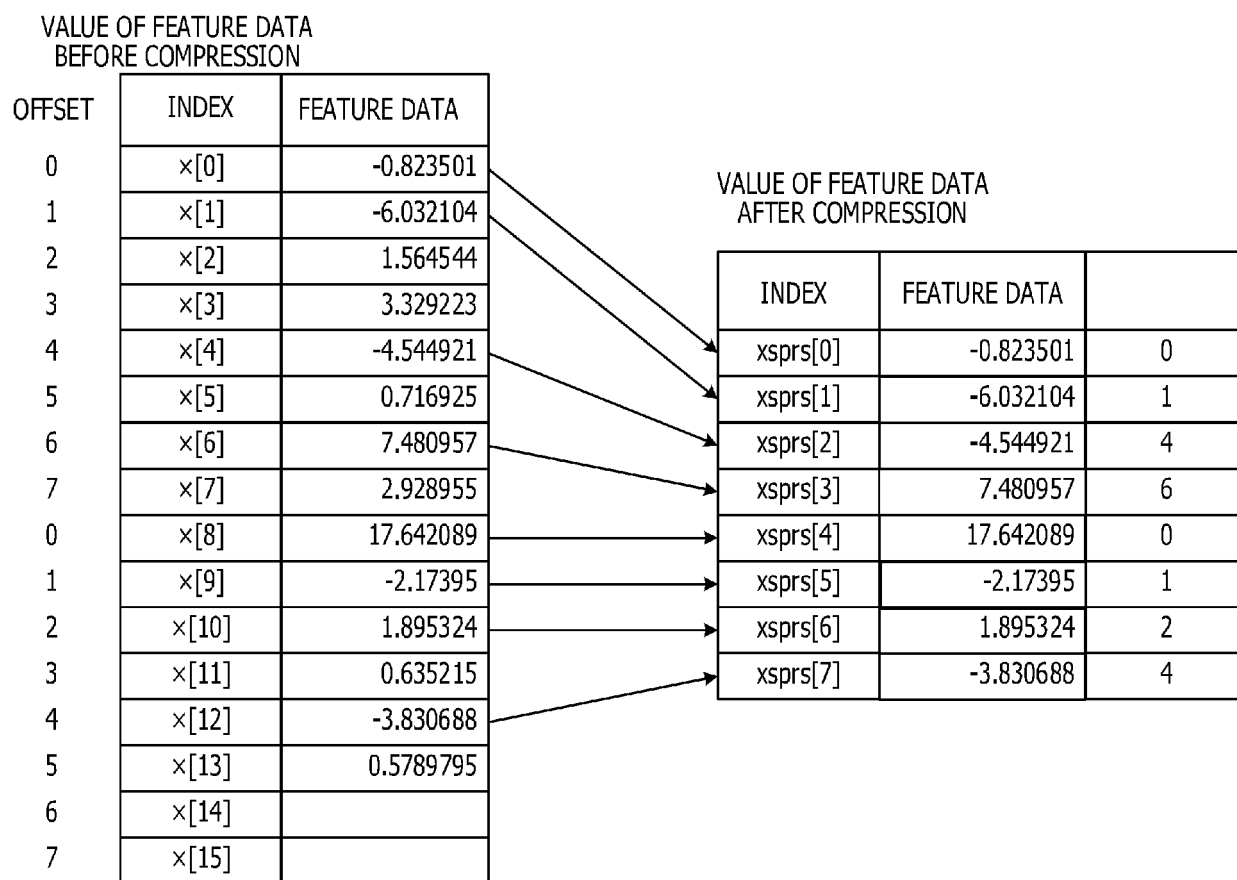 VALUE OF FEATURE DATA
BEFORE COMPRESSION
OFFSET INDEX FEATURE DATA
0 x[0] -0.823501
1 x[1] -6.032104
2 x[2] 1.564544
3 x[3] 3.329223
4 x[4] -4.544921
5 x[5] 0.716925
6 x[6] 7.480957
7 x[7] 2.928955
0 x[8] 17.642089
1 x[9] -2.17395
2 x[10] 1.895324
3 x[11] 0.635215
4 x[12] -3.830688
5 x[13] 0.5789795
6 x[14]
7 x[15]
VALUE OF FEATURE DATA
AFTER COMPRESSION
INDEX FEATURE DATA
xsprs[0] -0.823501 0
xsprs[1] -6.032104 1
xsprs[2] -4.544921 4
xsprs[3] 7.480957 6
xsprs[4] 17.642089 0
xsprs[5] -2.17395 1
xsprs[6] 1.895324 2
xsprs[7] -3.830688 4